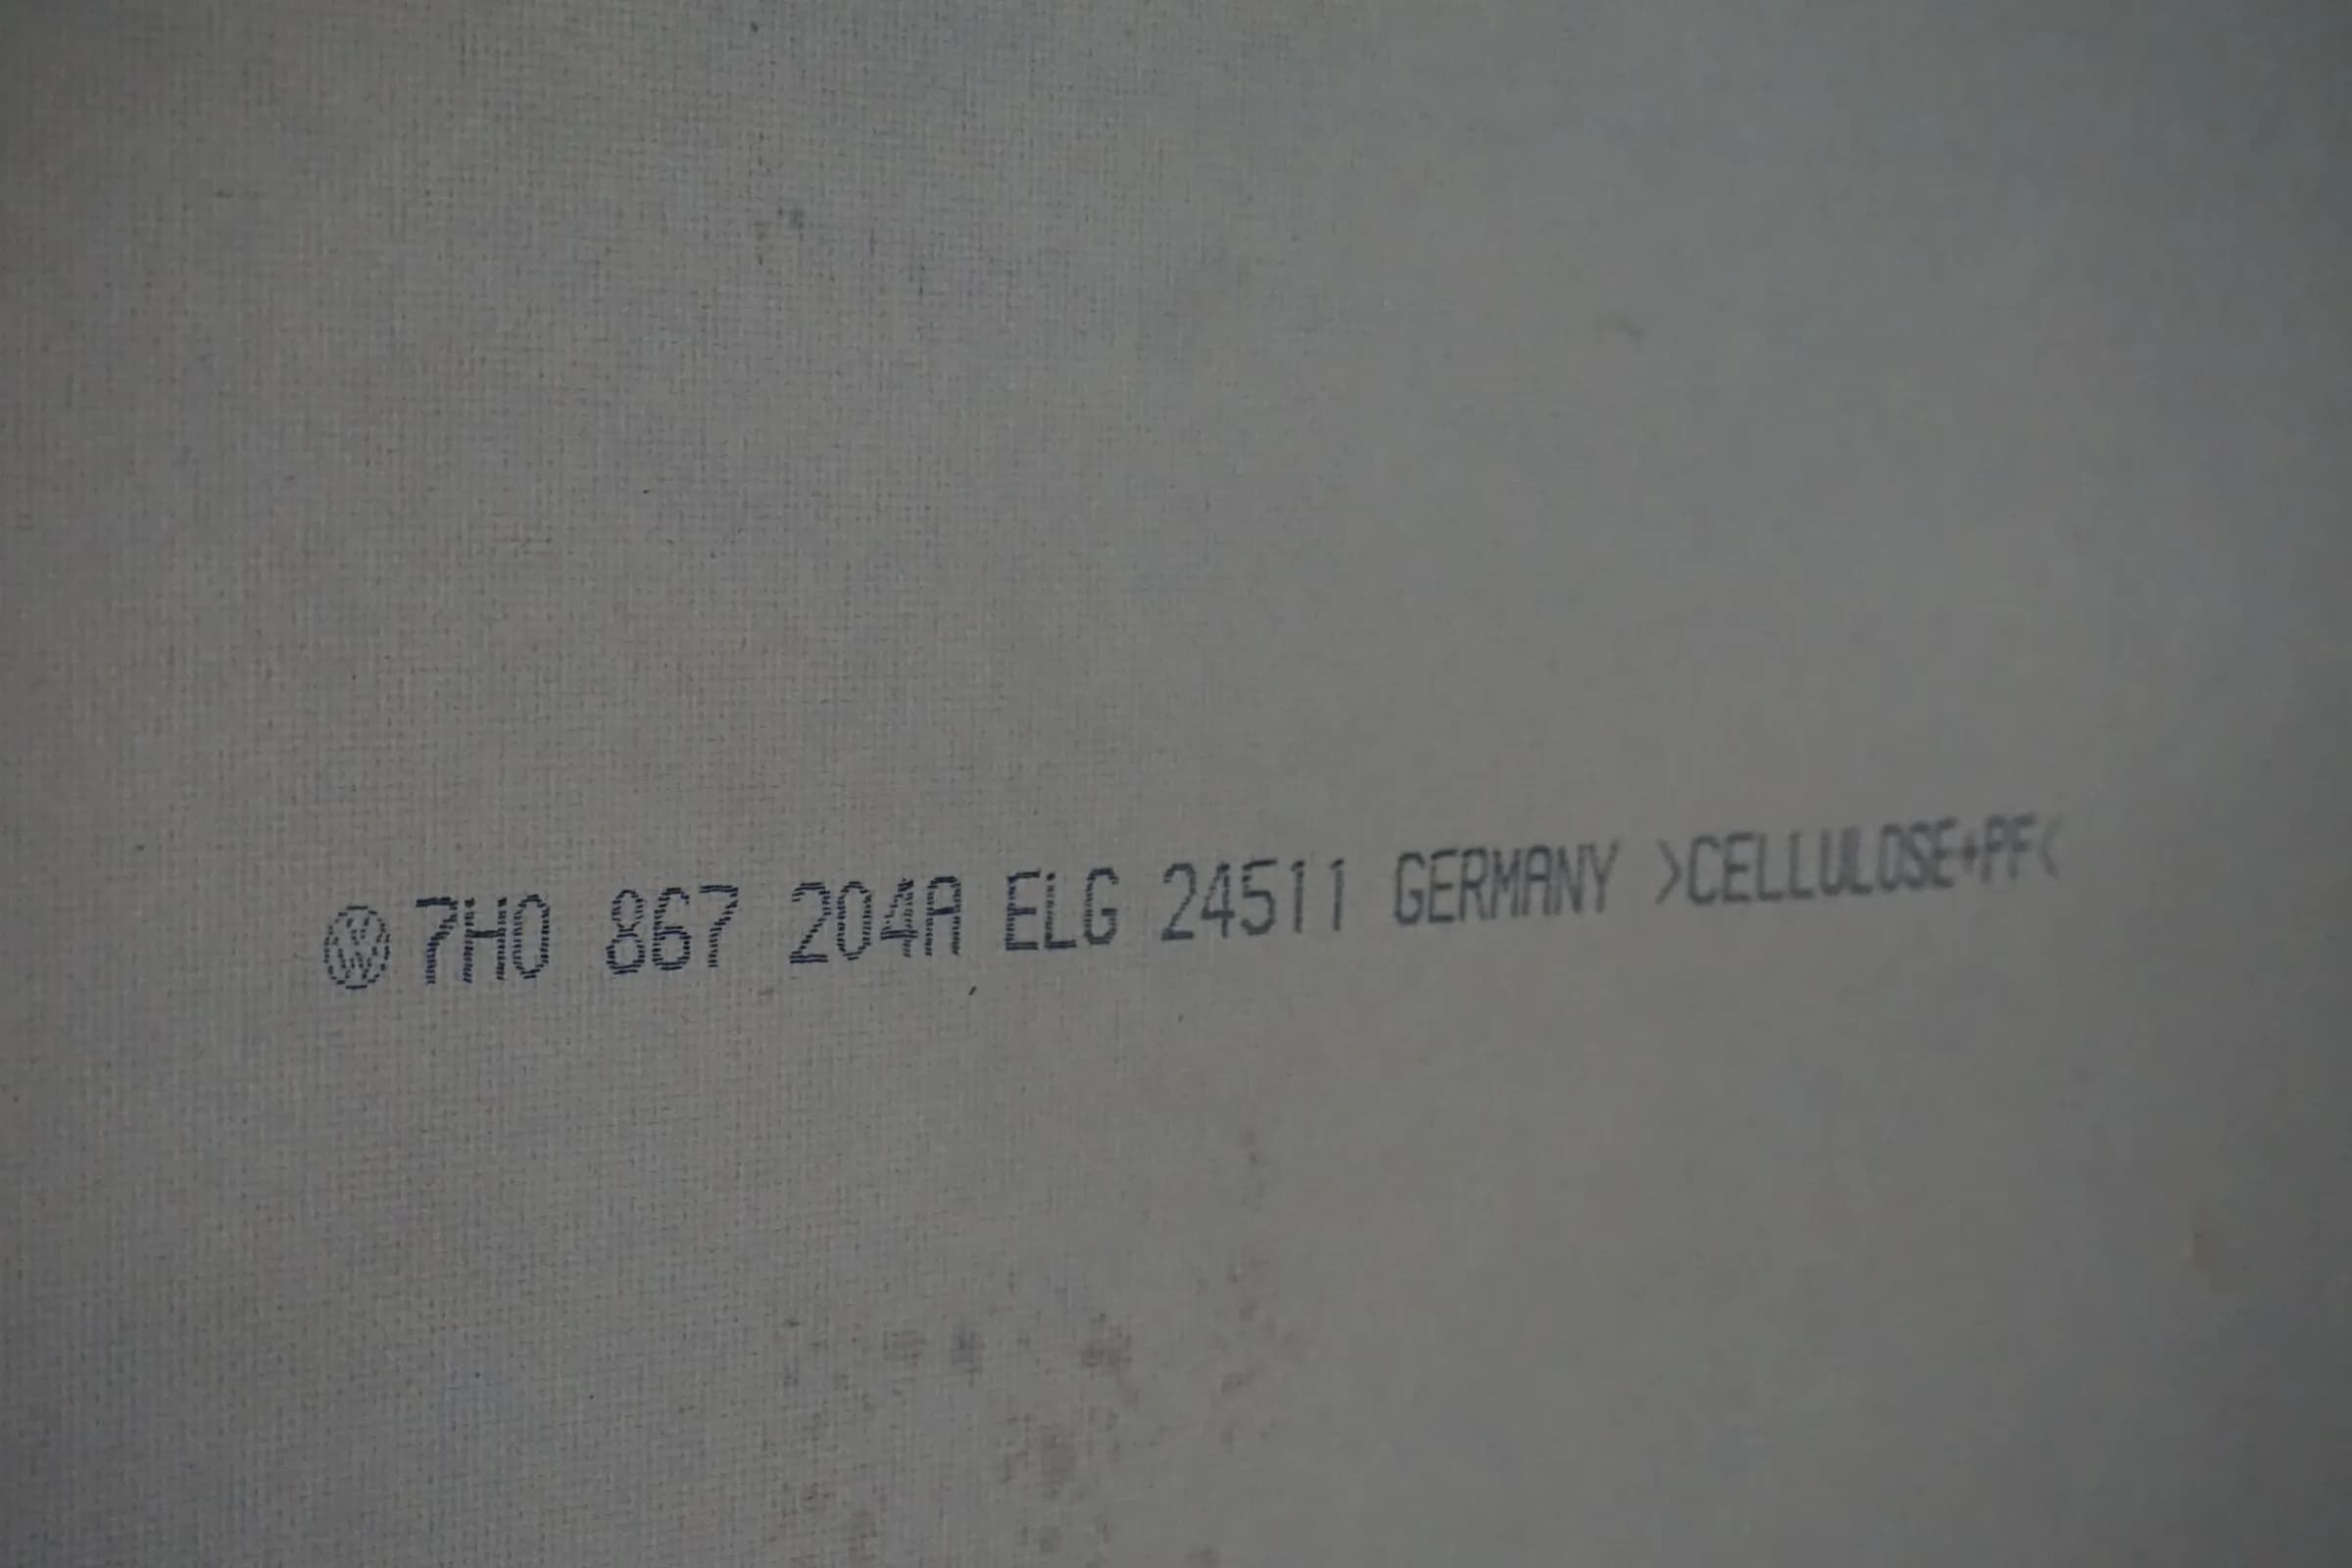 7H0 867 204A ELG 24511 GERMANY >CELLULOSE+PF<